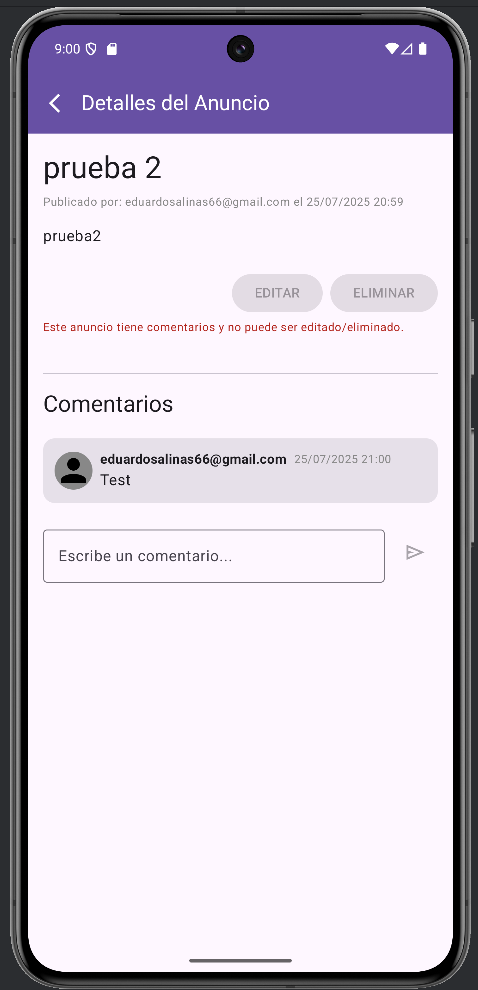 9:00
Detalles del Anuncio
prueba 2
Publicado por: eduardosalinas66@gmail.com el 25/07/2025 20:59
prueba2
EDITAR ELIMINAR
Este anuncio tiene comentarios y no puede ser editado/eliminado.
Comentarios
eduardosalinas66@gmail.com 25/07/2025 21:00
Test
Escribe un comentario...